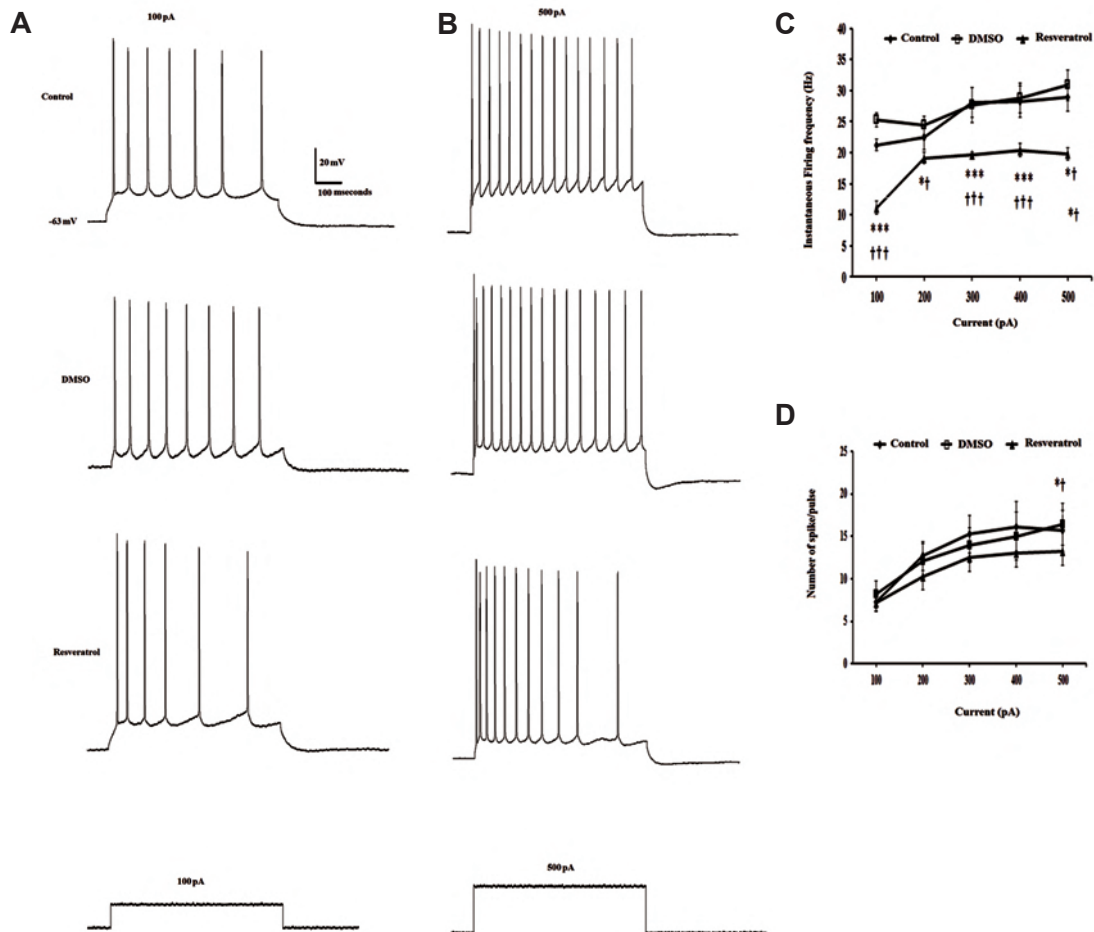 A
100 pA
Control
20 mV
100 mseconds
-63 mV
DMSO
Resveratrol
100 pA
B
500 pA
500 pA
C
Control DMSO Resveratrol
Instantaneous Firing frequency (Hz)
40
35
30
25
20
15
10
5
0
*** *† *** *** *†
††† ††† ††† *†
100 200 300 400 500
Current (pA)
D
Control DMSO Resveratrol
Number of spike/pulse
25
20
15
10
5
0
*†
100 200 300 400 500
Current (pA)